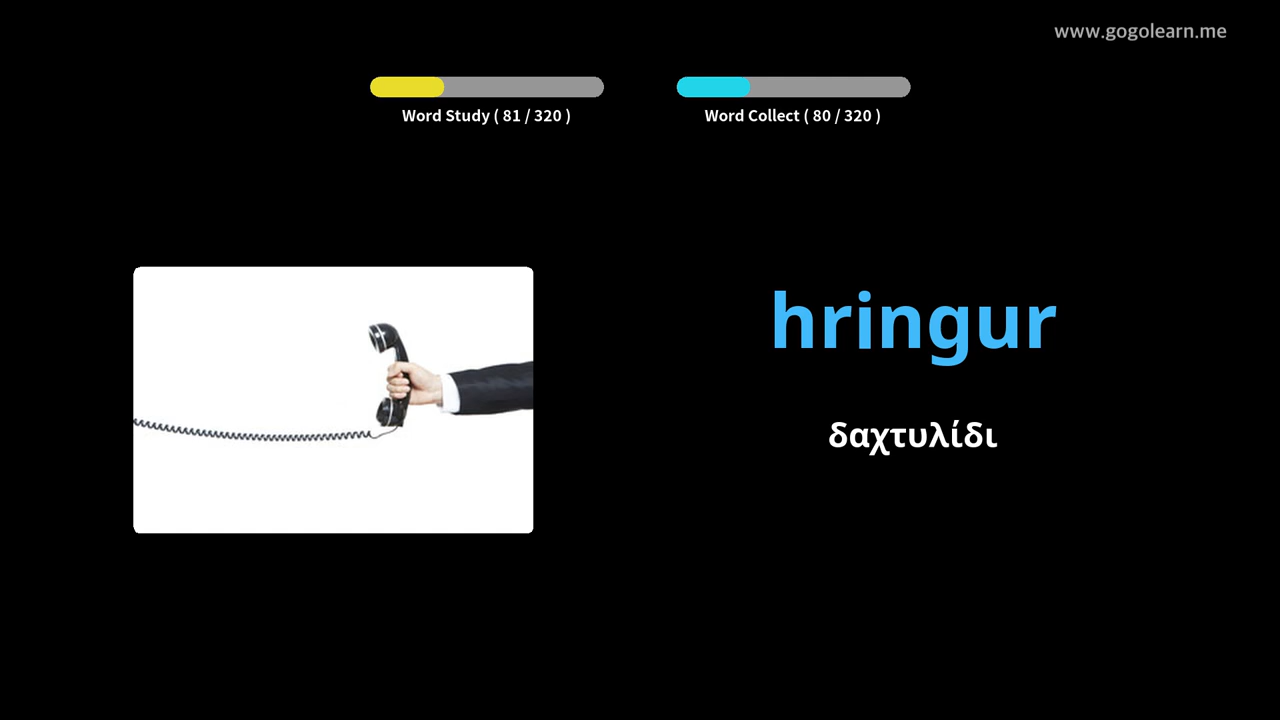 www.gogolearn.me
Word Study ( 81 / 320 )
Word Collect ( 80 / 320 )
hringur
δαχτυλίδι